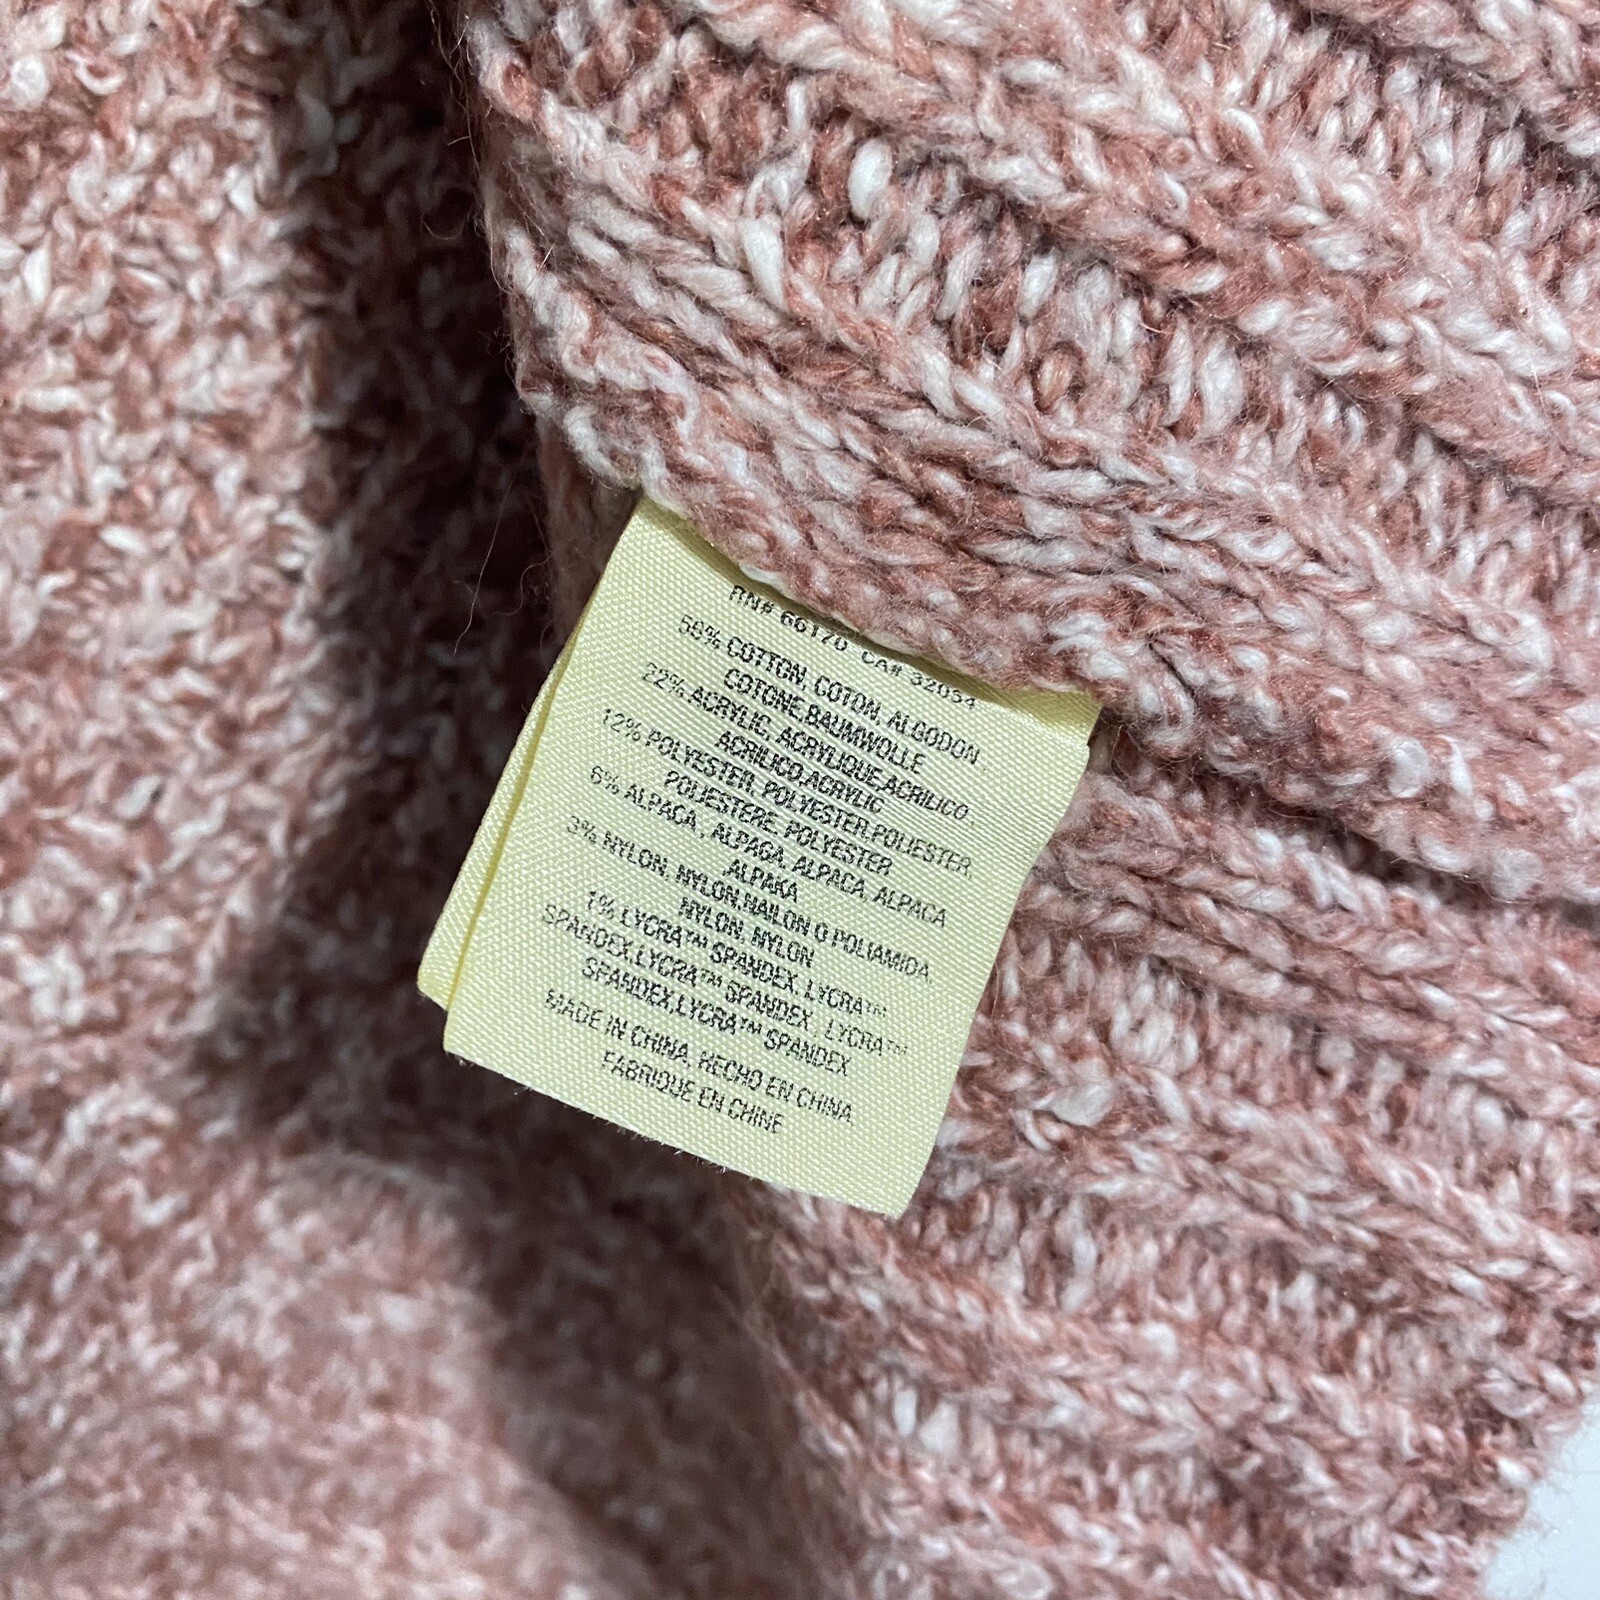 RN# 66170 CA# 32054
56% COTTON, COTON, ALGODON,
COTONE,BAUMWOLLE
22% ACRYLIC, ACRYLIQUE,ACRILICO,
ACRILICO,ACRYLIC
12% POLYESTER, POLYESTER,POLIESTER,
POLIESTERE, POLYESTER
6% ALPACA, ALPAGA, ALPACA, ALPACA
ALPAKA
3% NYLON, NYLON,NAILON O POLIAMIDA,
NYLON, NYLON
1% LYCRA™ SPANDEX, LYCRA™
SPANDEX,LYCRA™ SPANDEX, LYCRA™
SPANDEX,LYCRA™ SPANDEX
MADE IN CHINA, HECHO EN CHINA
FABRIQUE EN CHINE